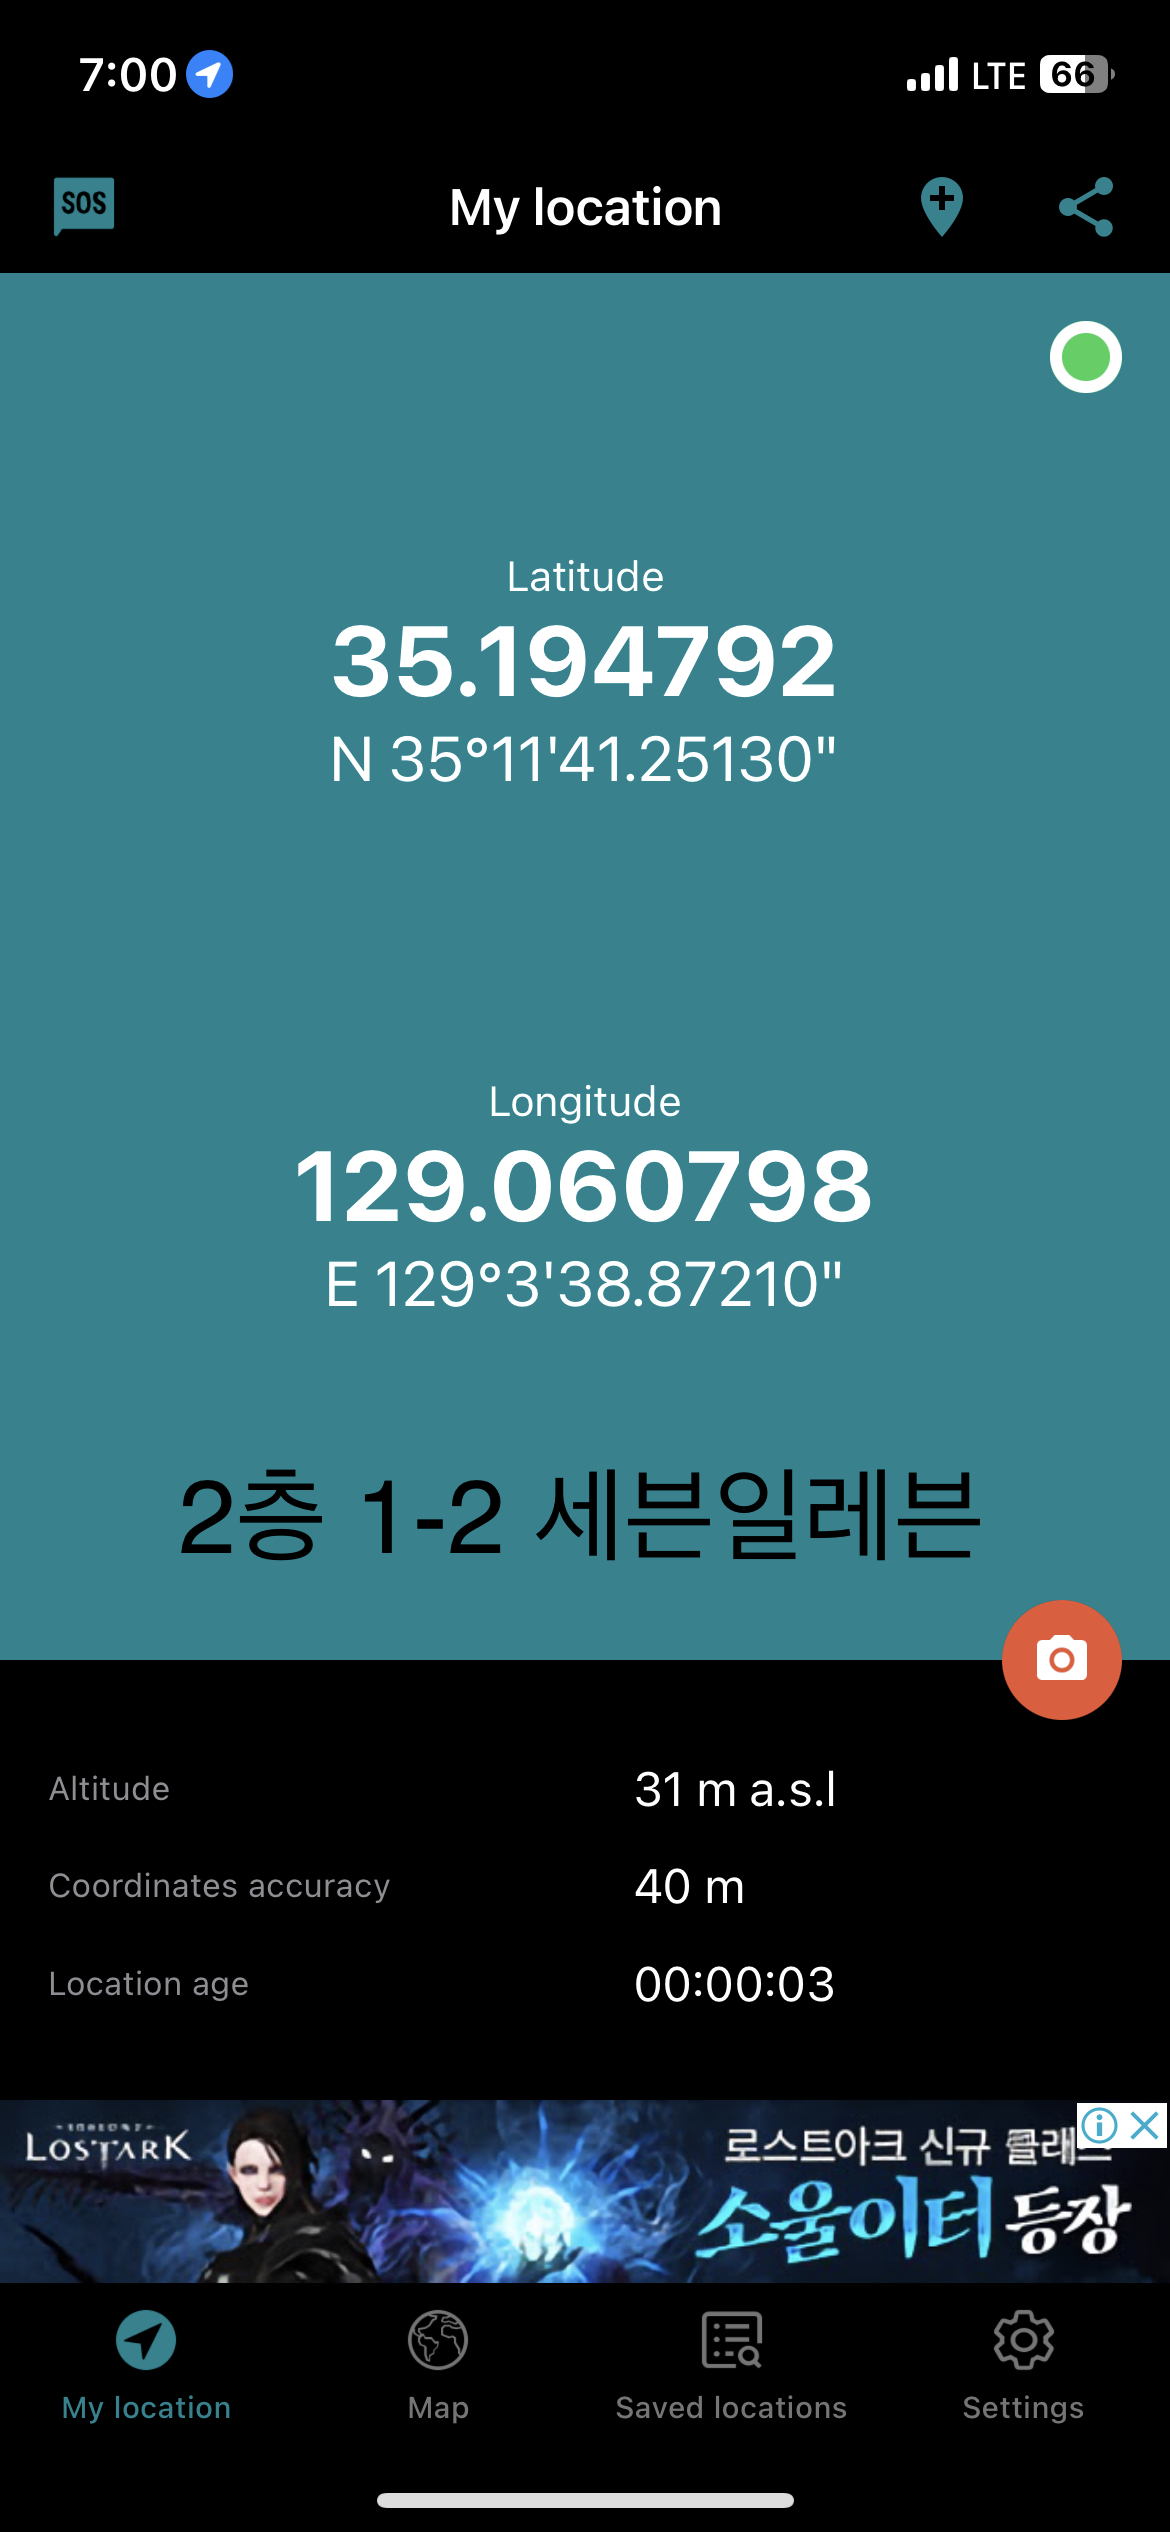 7:00
LTE 66
SOS
My location
Latitude
35.194792
N 35°11'41.25130"
Longitude
129.060798
E 129°3'38.87210"
2층 1-2 세븐일레븐
Altitude 31 m a.s.l
Coordinates accuracy 40 m
Location age 00:00:03
LOSTARK
로스트아크 신규
소울이터 등장
My location
Map
Saved locations
Settings